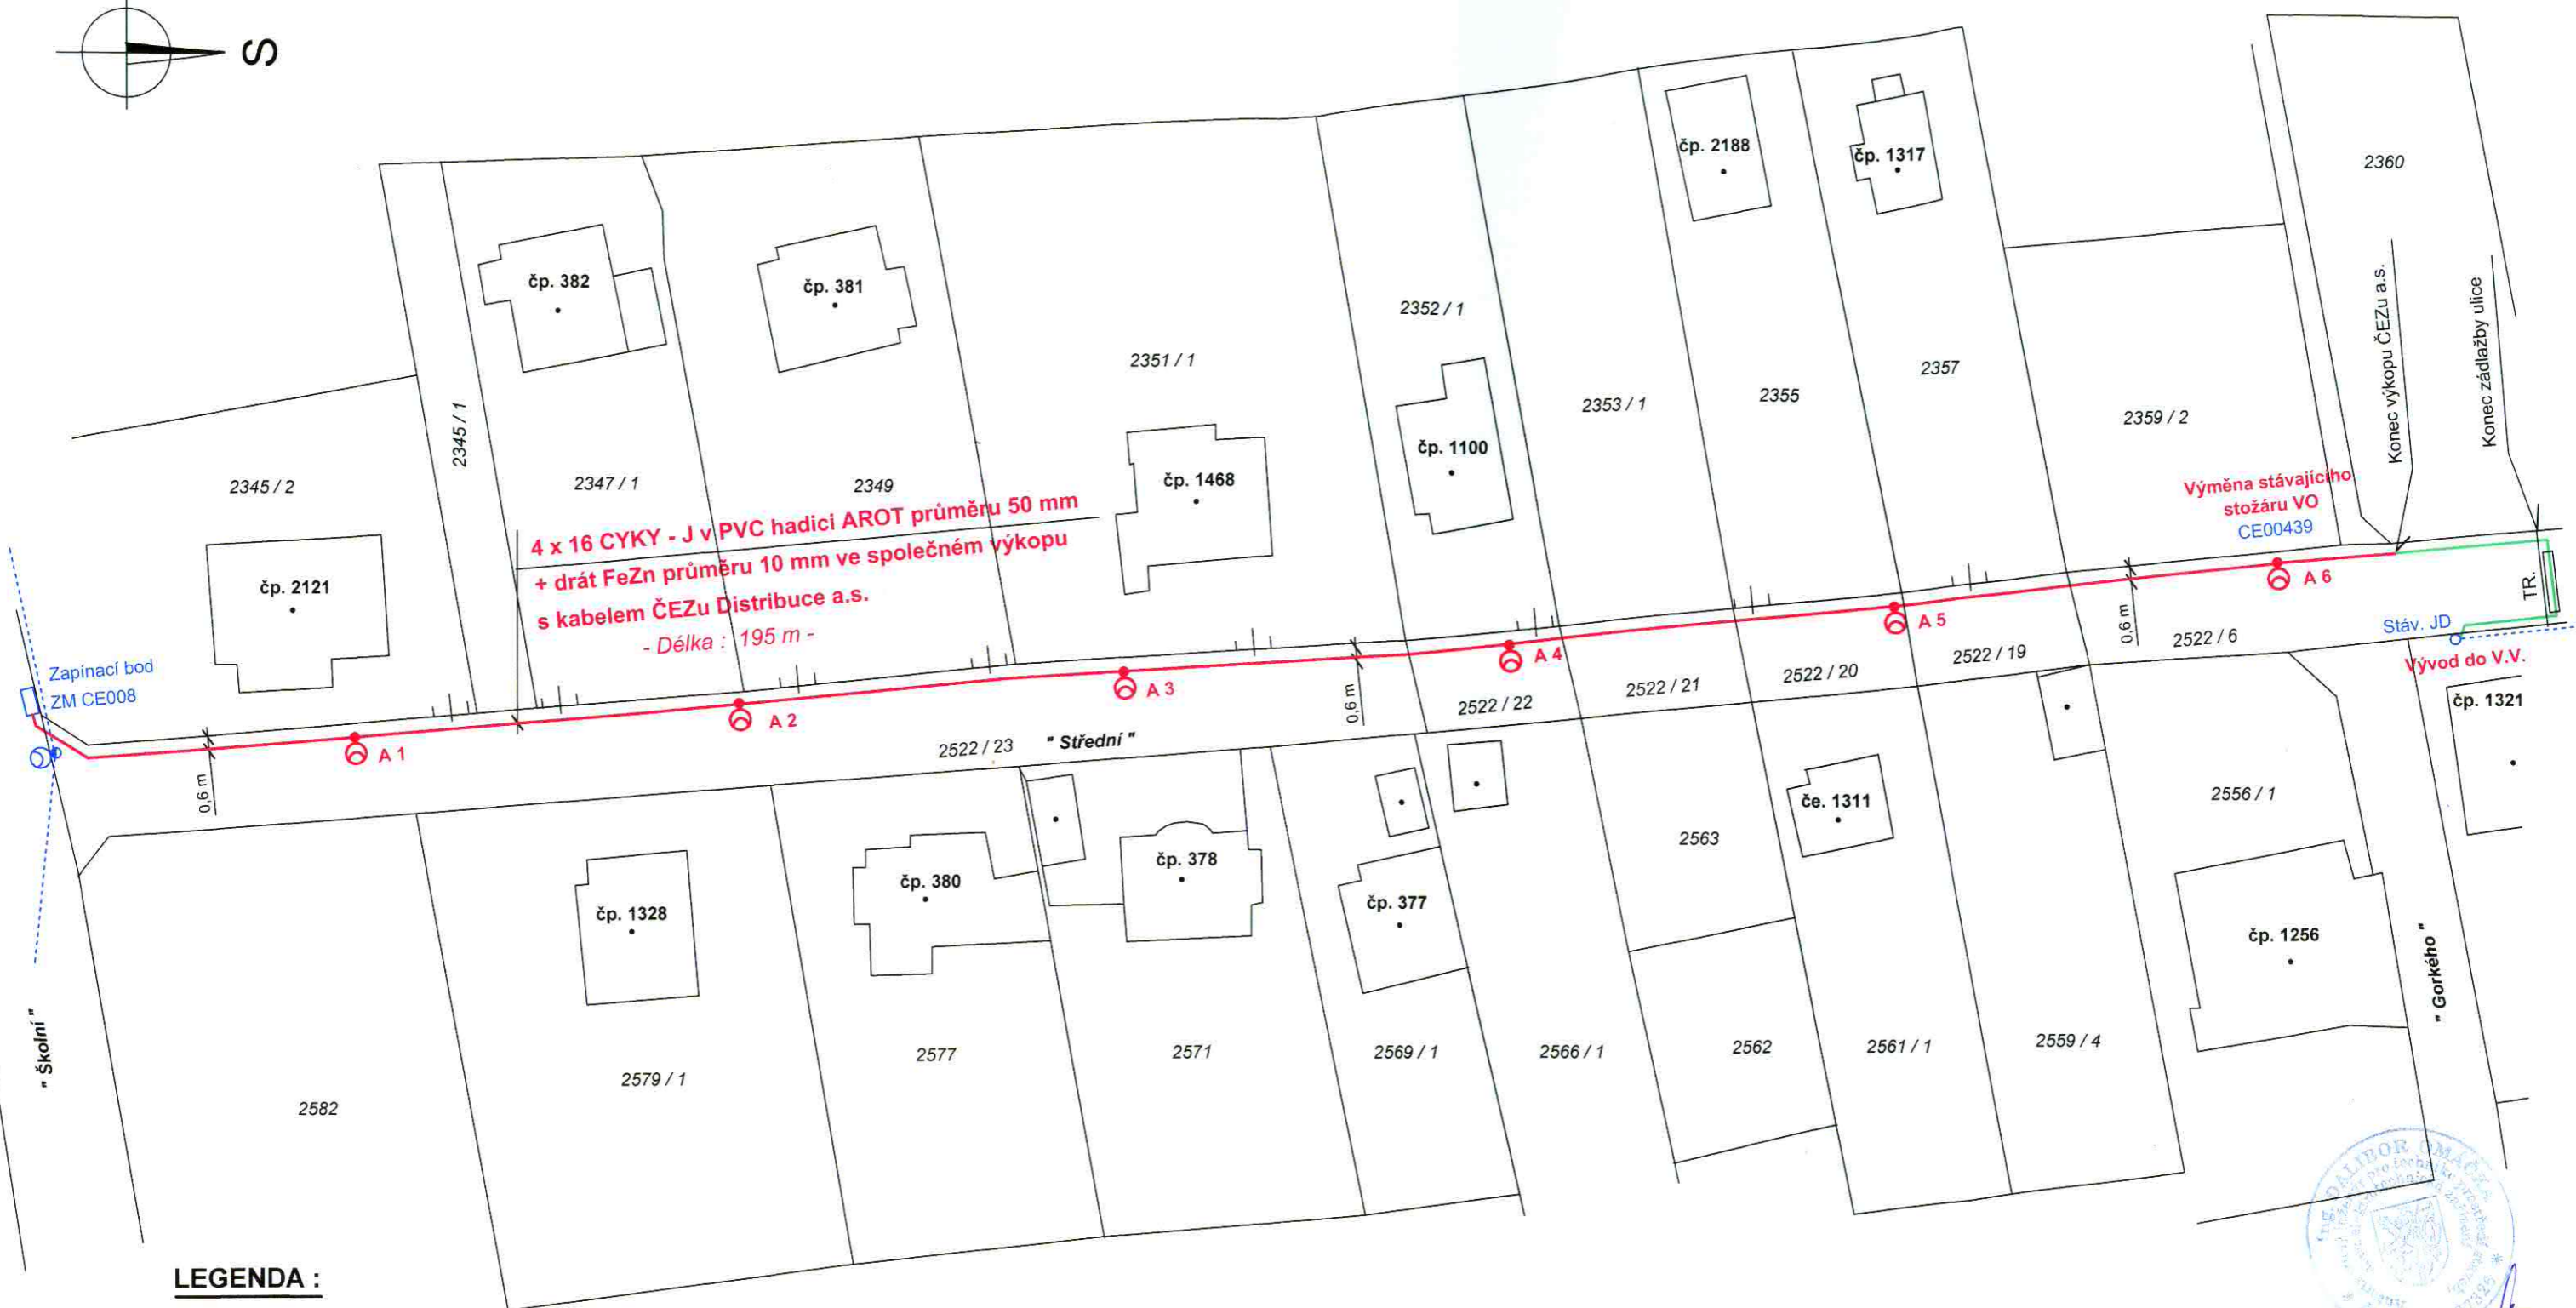 S
2360
čp. 2188
čp. 1317
čp. 382
čp. 381
2352 / 1
Konec výkopu ČEZu a.s.
Konec zádlažby ulice
2351 / 1
2357
2355
2353 / 1
2359 / 2
2345 / 1
čp. 1100
2345 / 2
2347 / 1
2349
čp. 1468
Výměna stávajícího
stožáru VO
CE00439
4 x 16 CYKY - J v PVC hadici AROT průměru 50 mm
+ drát FeZn průměru 10 mm ve společném výkopu
s kabelem ČEZu Distribuce a.s.
- Délka : 195 m -
čp. 2121
Zapínací bod
ZM CE008
A 1
A 2
A 3
A 4
A 5
A 6
TR.
0,6 m
0,6 m
0,6 m
Stáv. JD
Vývod do V.V.
2522 / 23
" Střední "
2522 / 22
2522 / 21
2522 / 20
2522 / 19
2522 / 6
čp. 1321
če. 1311
2556 / 1
2563
čp. 1328
čp. 380
čp. 378
čp. 377
čp. 1256
" Školní "
" Gorkého "
2582
2579 / 1
2577
2571
2569 / 1
2566 / 1
2562
2561 / 1
2559 / 4
LEGENDA :
Ing. DALIBOR